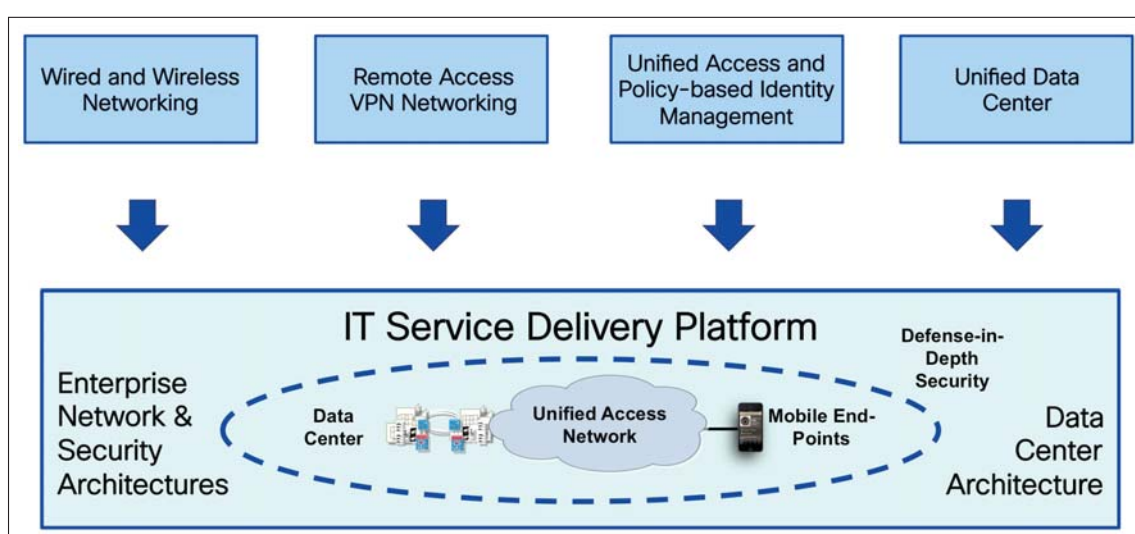 Wired and Wireless
Networking
Remote Access
VPN Networking
Unified Access and
Policy-based Identity
Management
Unified Data
Center
IT Service Delivery Platform
Defense-in-
Depth
Security
Enterprise
Network &
Security
Architectures
Data
Center
Unified Access
Network
Mobile End-
Points
Data
Center
Architecture